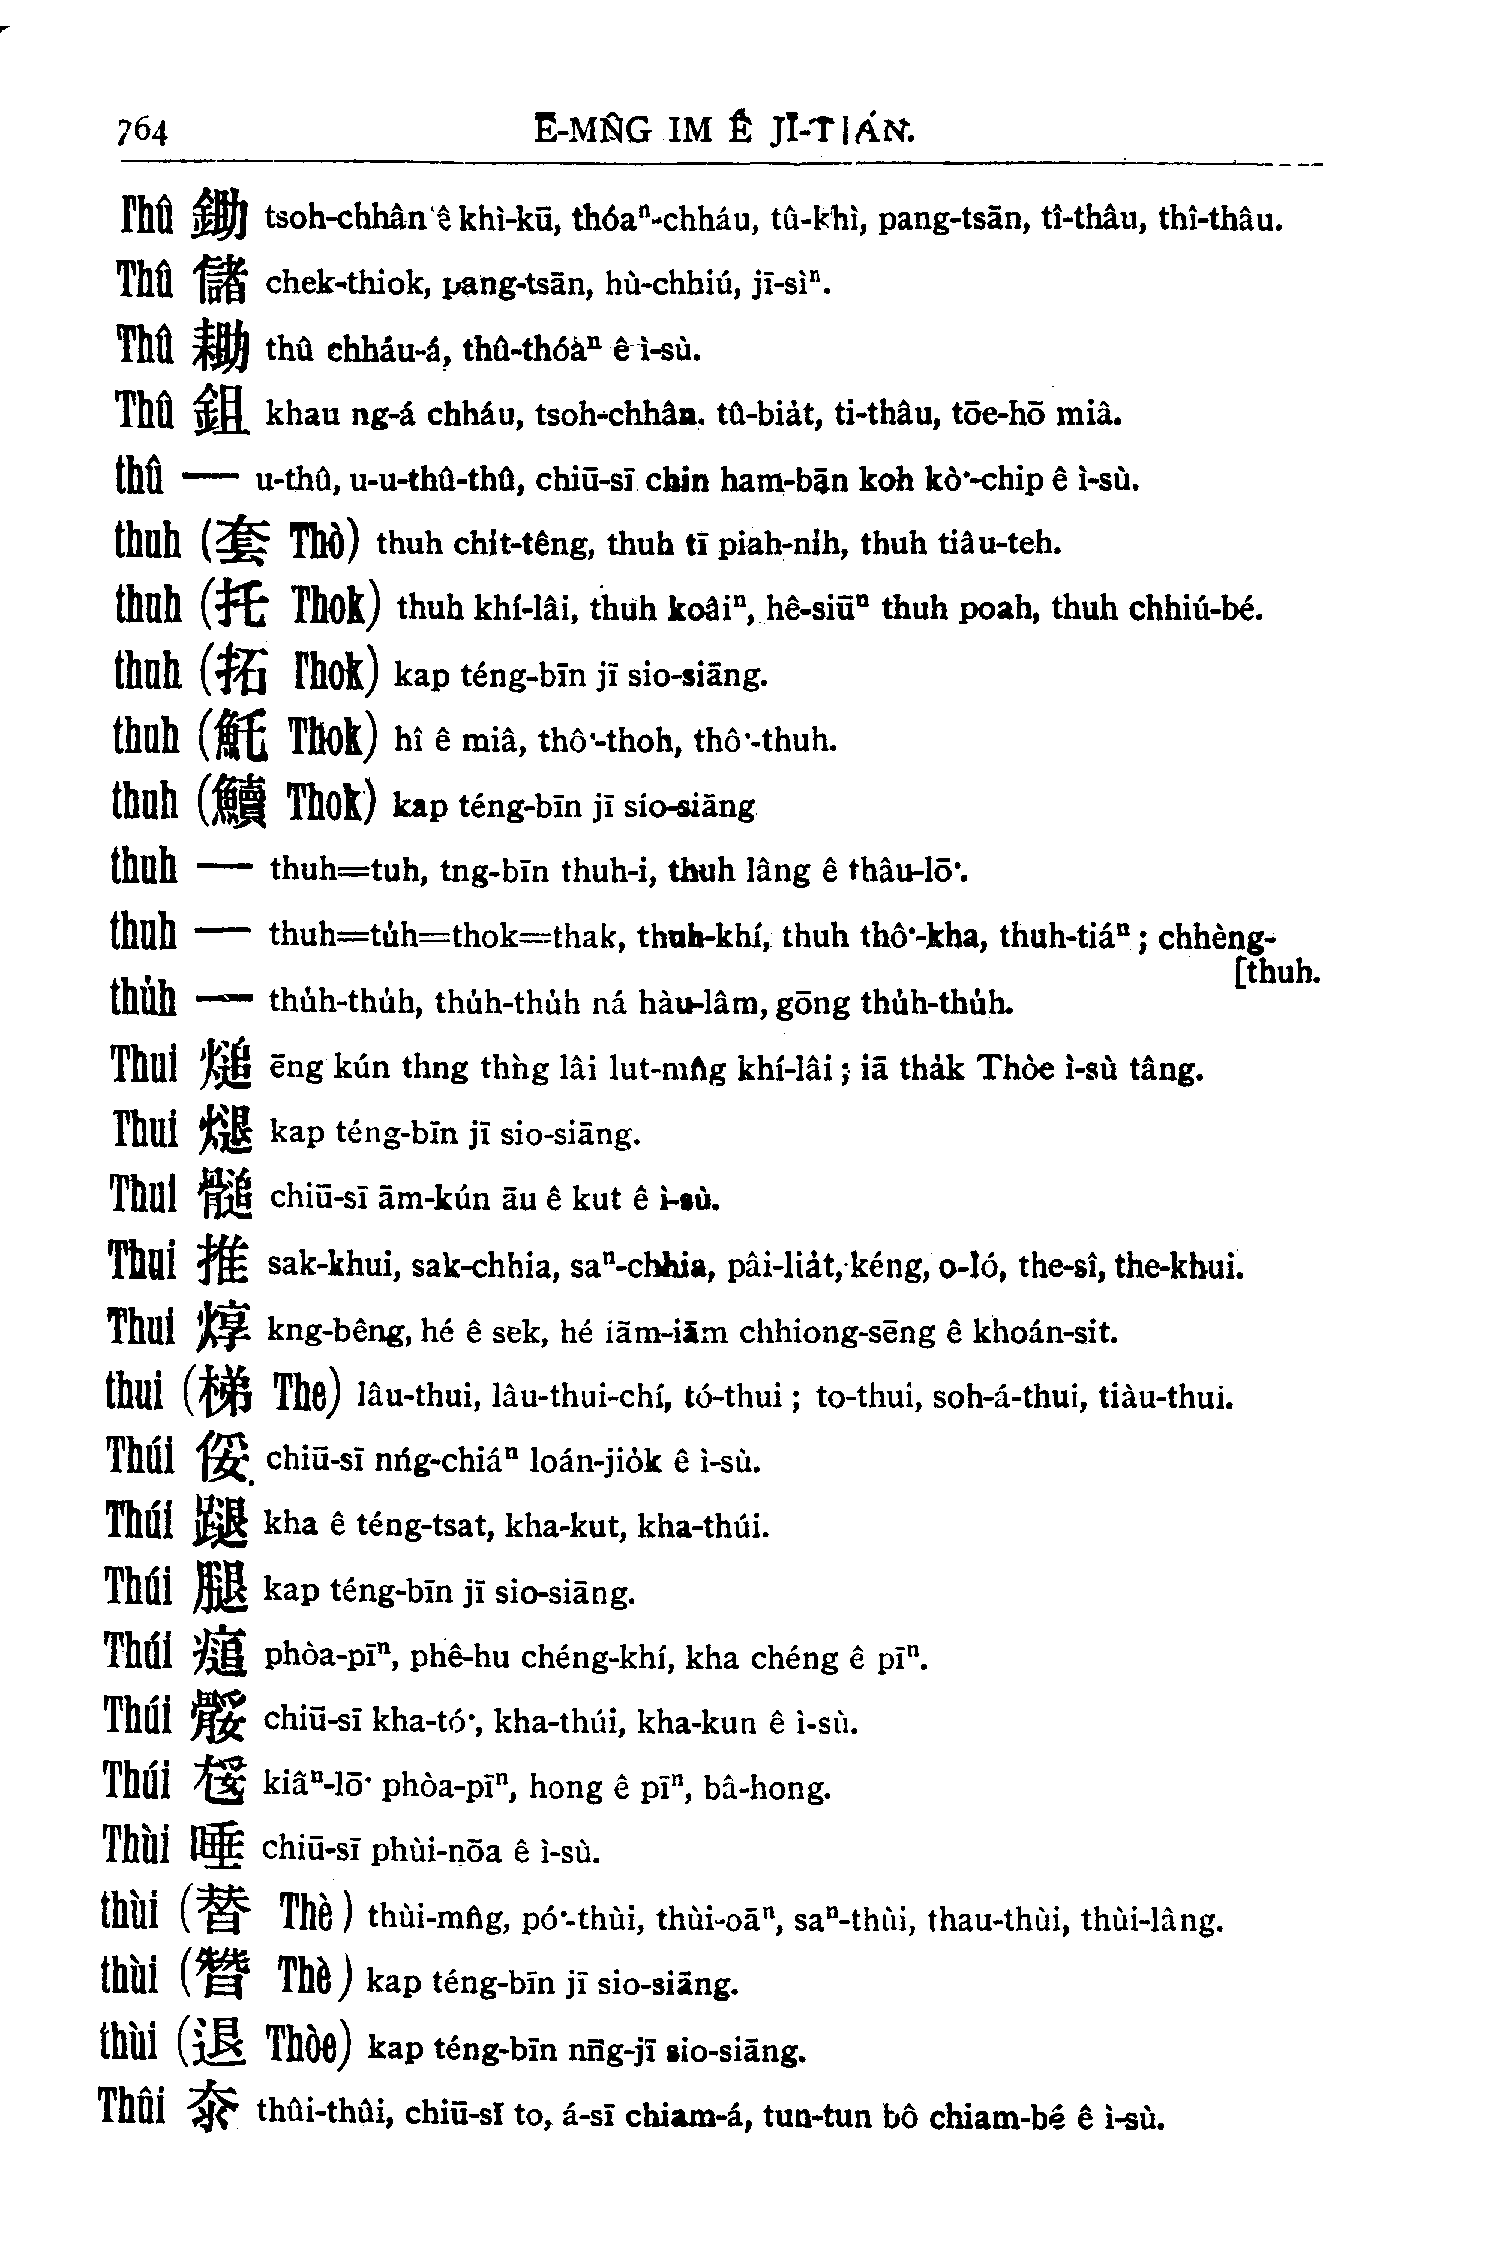 764 Ē-MN̂G IM Ê JĪ-TIÁN.
Thû 鋤 tsoh-chhân ê khì-kū, thóaⁿ-chháu, tû-khì, pang-tsān, tî-thâu, thî-thâu.
Thû 儲 chek-thiok, pang-tsān, hù-chhiú, jī-sìⁿ.
Thû 耡 thû chháu-á, thû-thóàⁿ ê ì-sù.
Thû 鉏 khau ng-á chháu, tsoh-chhân. tû-bia̍t, ti-thâu, tōe-hō miâ.
thû — u-thû, u-u-thû-thû, chiū-sī chin ham-bān koh kò·-chip ê ì-sù.
thuh (套 Thò) thuh chi̍t-têng, thuh tī piah-ni̍h, thuh tiâu-teh.
thuh (托 Thok) thuh khí-lâi, thuh koâiⁿ, hê-siūⁿ thuh poah, thuh chhiú-bé.
thuh (拓 Thok) kap téng-bīn jī sio-siāng.
thuh (魠 Thok) hî ê miâ, thô·-thoh, thô·-thuh.
thuh (鱝 Thok) kap téng-bīn jī sio-siāng
thuh — thuh=tuh, tng-bīn thuh-i, thuh lâng ê thâu-lō·.
thuh — thuh=tu̍h=thok=thak, thuh-khí, thuh thô·-kha, thuh-tiáⁿ; chhèng-
[thuh.
thu̍h — thu̍h-thu̍h, thu̍h-thu̍h ná hàu-lâm, gōng thu̍h-thu̍h.
Thui 㷟 ēng kún thng thǹg lâi lut-mn̂g khí-lâi; iā tha̍k Thòe ì-sù tâng.
Thui 煺 kap téng-bīn jī sio-siāng.
Thui 髄 chiū-sī ām-kún āu ê kut ê ì-sù.
Thui 推 sak-khui, sak-chhia, saⁿ-chhia, pâi-lia̍t, kéng, o-ló, the-sî, the-khui.
Thui 焞 kng-bêng, hé ê sek, hé iām-iām chhiong-sēng ê khoán-sit.
thui (梯 The) lâu-thui, lâu-thui-chí, tó-thui; to-thui, soh-á-thui, tiàu-thui.
Thúi 俀 chiū-sī nńg-chiáⁿ loán-jio̍k ê ì-sù.
Thúi 蹆 kha ê téng-tsat, kha-kut, kha-thúi.
Thúi 腿 kap téng-bīn jī sio-siāng.
Thúi phòa-pīⁿ, phê-hu chéng-khí, kha chéng ê pīⁿ.
Thúi 骽 chiū-sī kha-tó·, kha-thúi, kha-kun ê ì-sù.
Thúi kiâⁿ-lō· phòa-pīⁿ, hong ê pīⁿ, bâ-hong.
Thùi 唾 chiū-sī phùi-nōa ê ì-sù.
thùi (替 Thè) thùi-mn̂g, pó·-thùi, thùi-oāⁿ, saⁿ-thùi, thau-thùi, thùi-lâng.
thùi (朁 Thè) kap téng-bīn jī sio-siāng.
thùi (退 Thòe) kap téng-bīn nn̄g-jī sio-siāng.
Thûi thûi-thûi, chiū-sī to, á-sī chiam-á, tun-tun bô chiam-bé ê ì-sù.